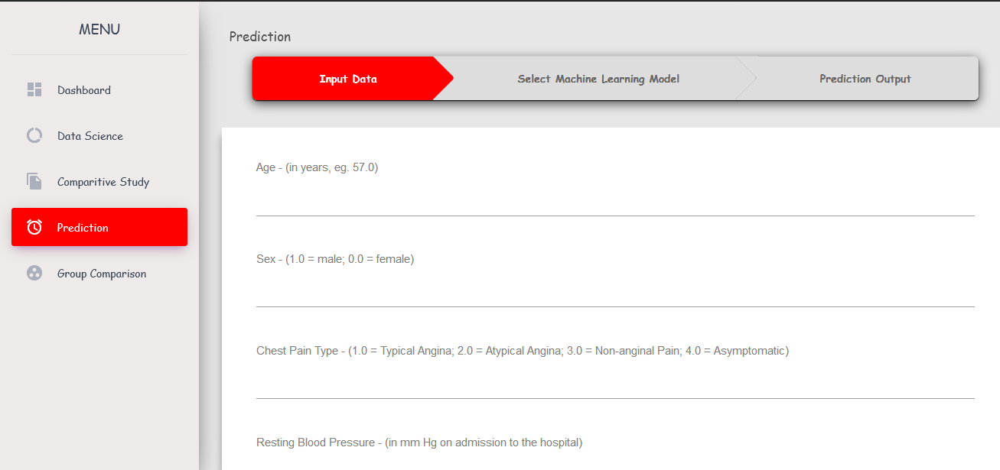 MENU
Dashboard
Data Science
Comparitive Study
Prediction
Group Comparison
Prediction
Input Data
Select Machine Learning Model
Prediction Output
Age - (in years, eg. 57.0)
Sex - (1.0 = male; 0.0 = female)
Chest Pain Type - (1.0 = Typical Angina; 2.0 = Atypical Angina; 3.0 = Non-anginal Pain; 4.0 = Asymptomatic)
Resting Blood Pressure - (in mm Hg on admission to the hospital)